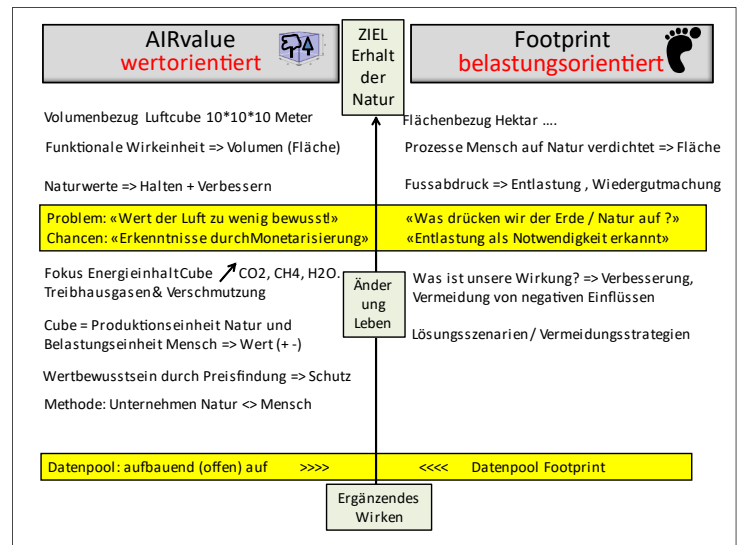 AIRvalue
wertorientiert
ZIEL
Erhalt
der
Natur
Footprint
belastungsorientiert
Volumenbezug Luftcube 10*10*10 Meter
Flächenbezug Hektar ....
Funktionale Wirkeinheit => Volumen (Fläche)
Prozesse Mensch auf Natur verdichtet => Fläche
Naturwerte => Halten + Verbessern
Fussabdruck => Entlastung , Wiedergutmachung
Problem: «Wert der Luft zu wenig bewusst!»
Chancen: «Erkenntnisse durchMonetarisierung»
«Was drücken wir der Erde / Natur auf ?»
«Entlastung als Notwendigkeit erkannt»
Fokus EnergieinhaltCube CO2, CH4, H2O.
Treibhausgasen& Verschmutzung
Änder
ung
Leben
Was ist unsere Wirkung? => Verbesserung,
Vermeidung von negativen Einflüssen
Cube = Produktionseinheit Natur und
Belastungseinheit Mensch => Wert (+ -)
Lösungsszenarien/ Vermeidungsstrategien
Wertbewusstsein durch Preisfindung => Schutz
Methode: Unternehmen Natur <> Mensch
Datenpool: aufbauend (offen) auf >>>>
<<<< Datenpool Footprint
Ergänzendes
Wirken